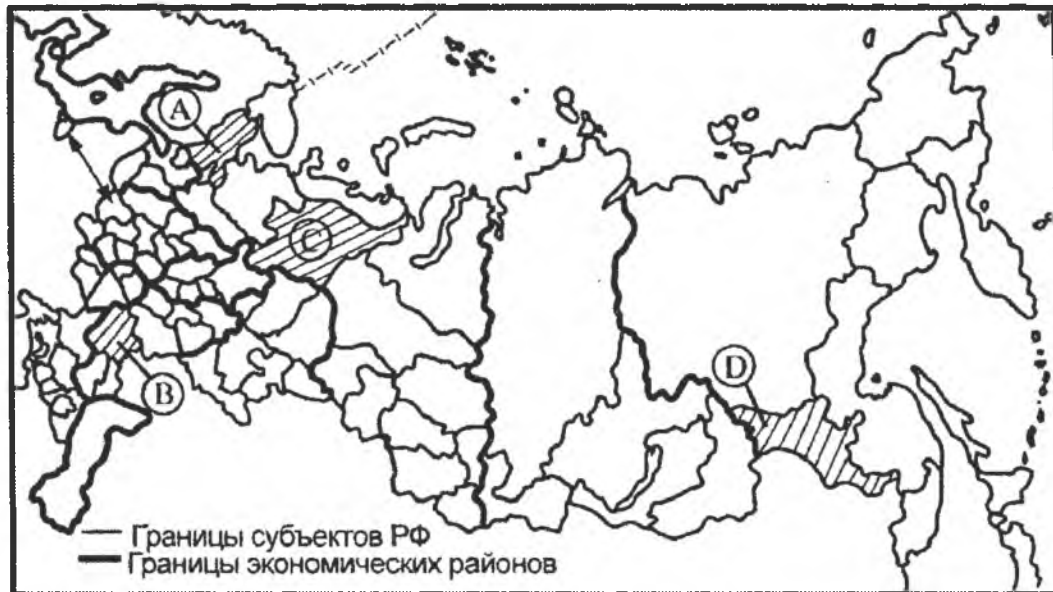 A
C
D
B
Границы субъектов РФ
Границы экономических районов